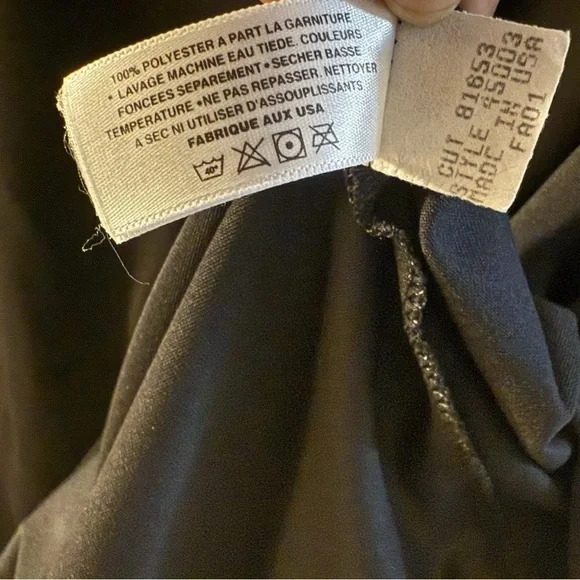 100% POLYESTER A PART LA GARNITURE
• LAVAGE MACHINE EAU TIEDE. COULEURS
FONCEES SEPAREMENT • SECHER BASSE
TEMPERATURE • NE PAS REPASSER. NETTOYER
A SEC NI UTILISER D'ASSOUPLISSANTS
FABRIQUE AUX USA
40°
CUT 81653
STYLE 45003
MADE IN USA
FA01